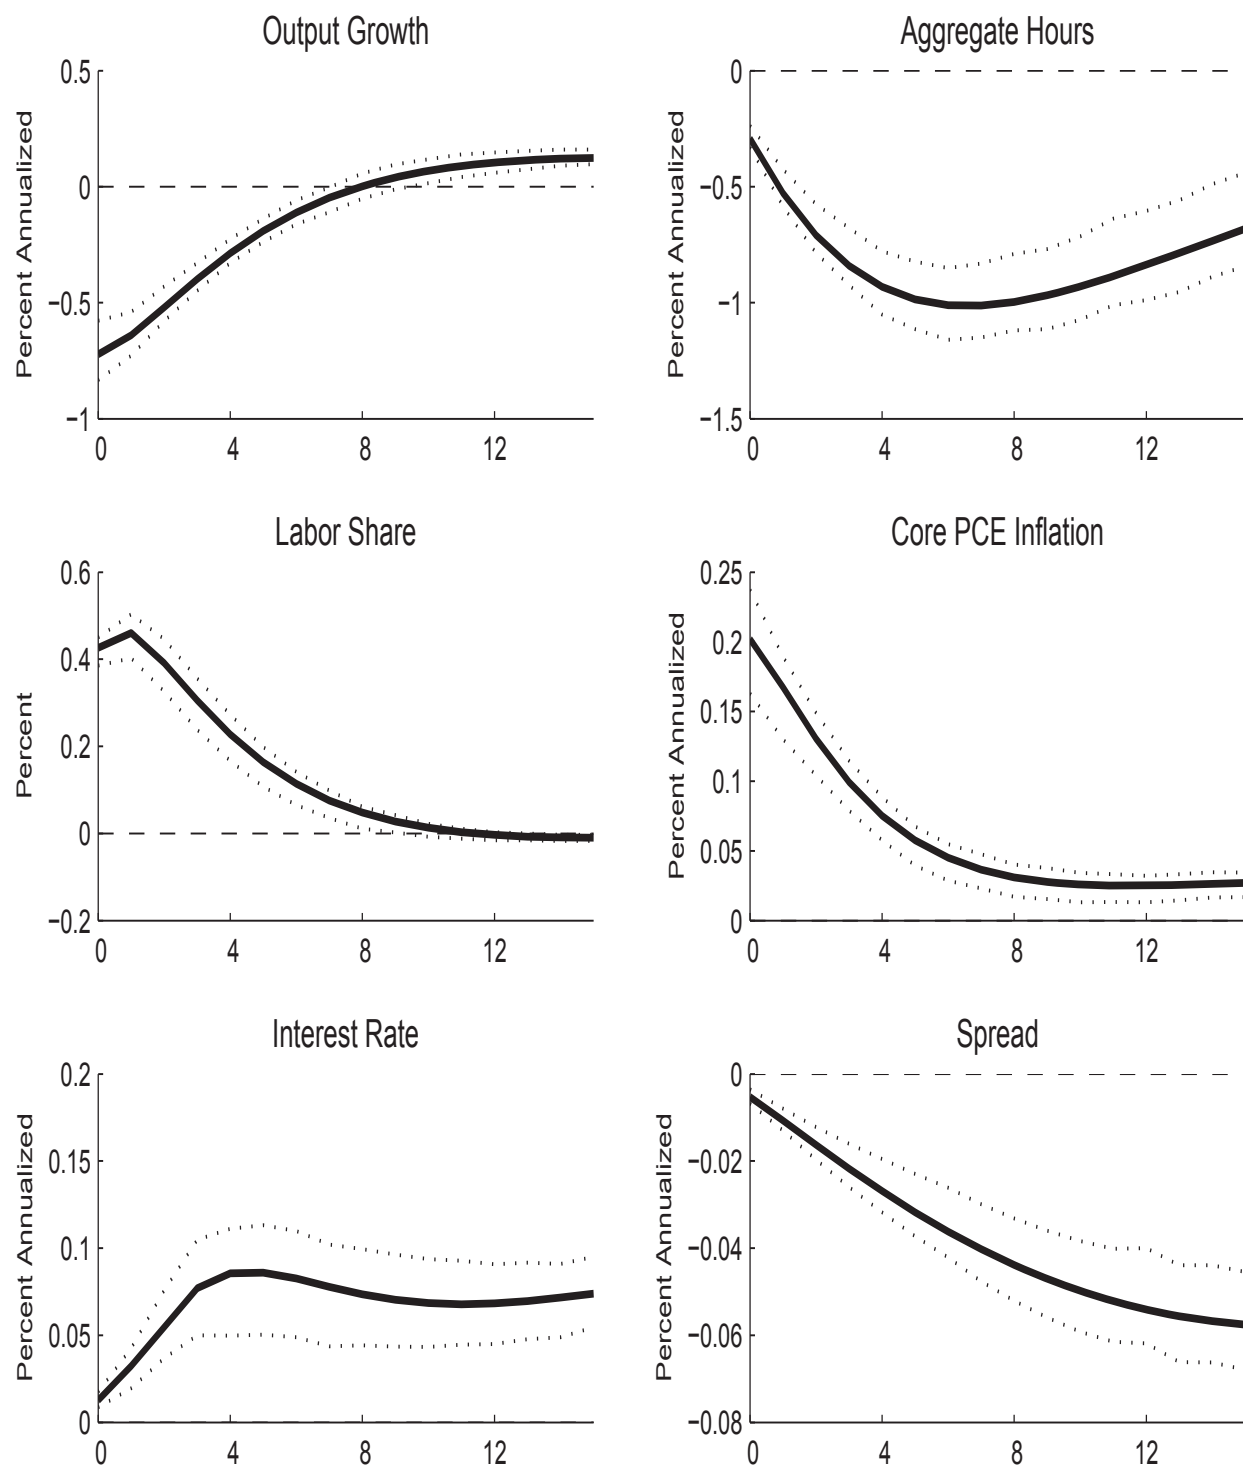 Output Growth
Percent Annualized
0.5
0
−0.5
−1
0 4 8 12
Aggregate Hours
Percent Annualized
0
−0.5
−1
−1.5
0 4 8 12
Labor Share
Percent
0.6
0.4
0.2
0
−0.2
0 4 8 12
Core PCE Inflation
Percent Annualized
0.25
0.2
0.15
0.1
0.05
0
0 4 8 12
Interest Rate
Percent Annualized
0.2
0.15
0.1
0.05
0
0 4 8 12
Spread
Percent Annualized
0
−0.02
−0.04
−0.06
−0.08
0 4 8 12